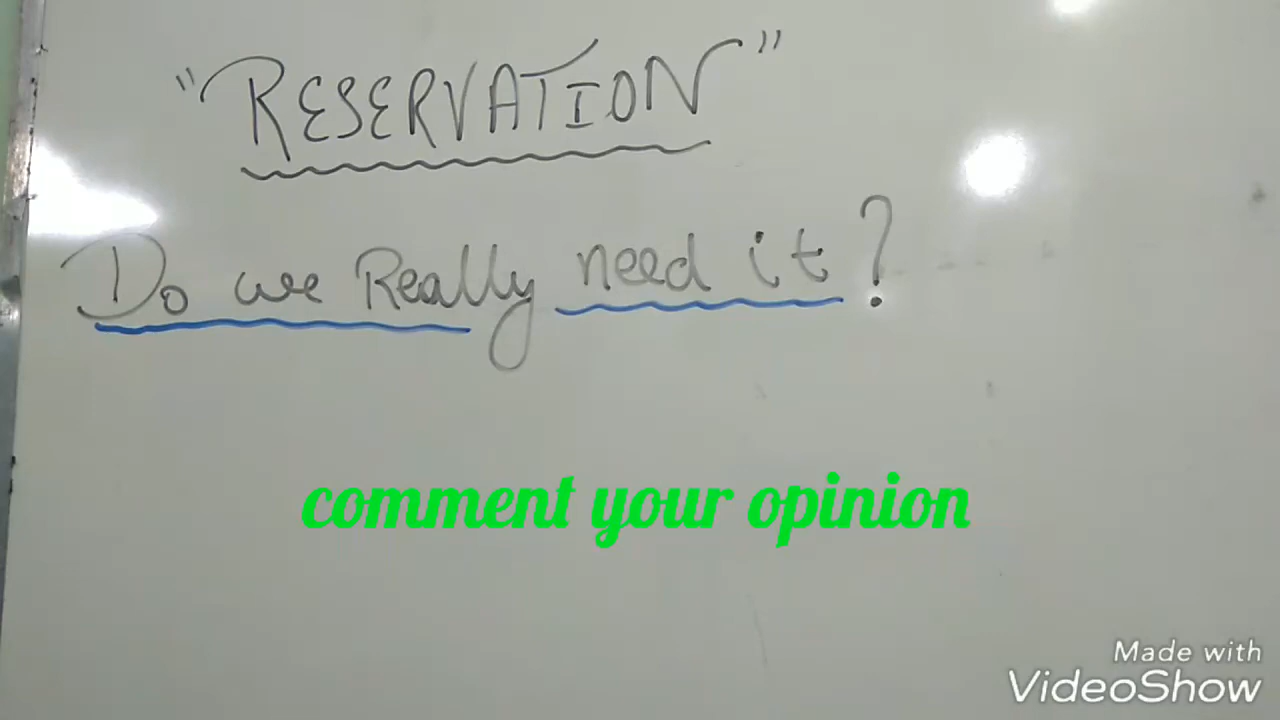 "RESERVATION"
Do we Really need it?
comment your opinion
Made with
VideoShow